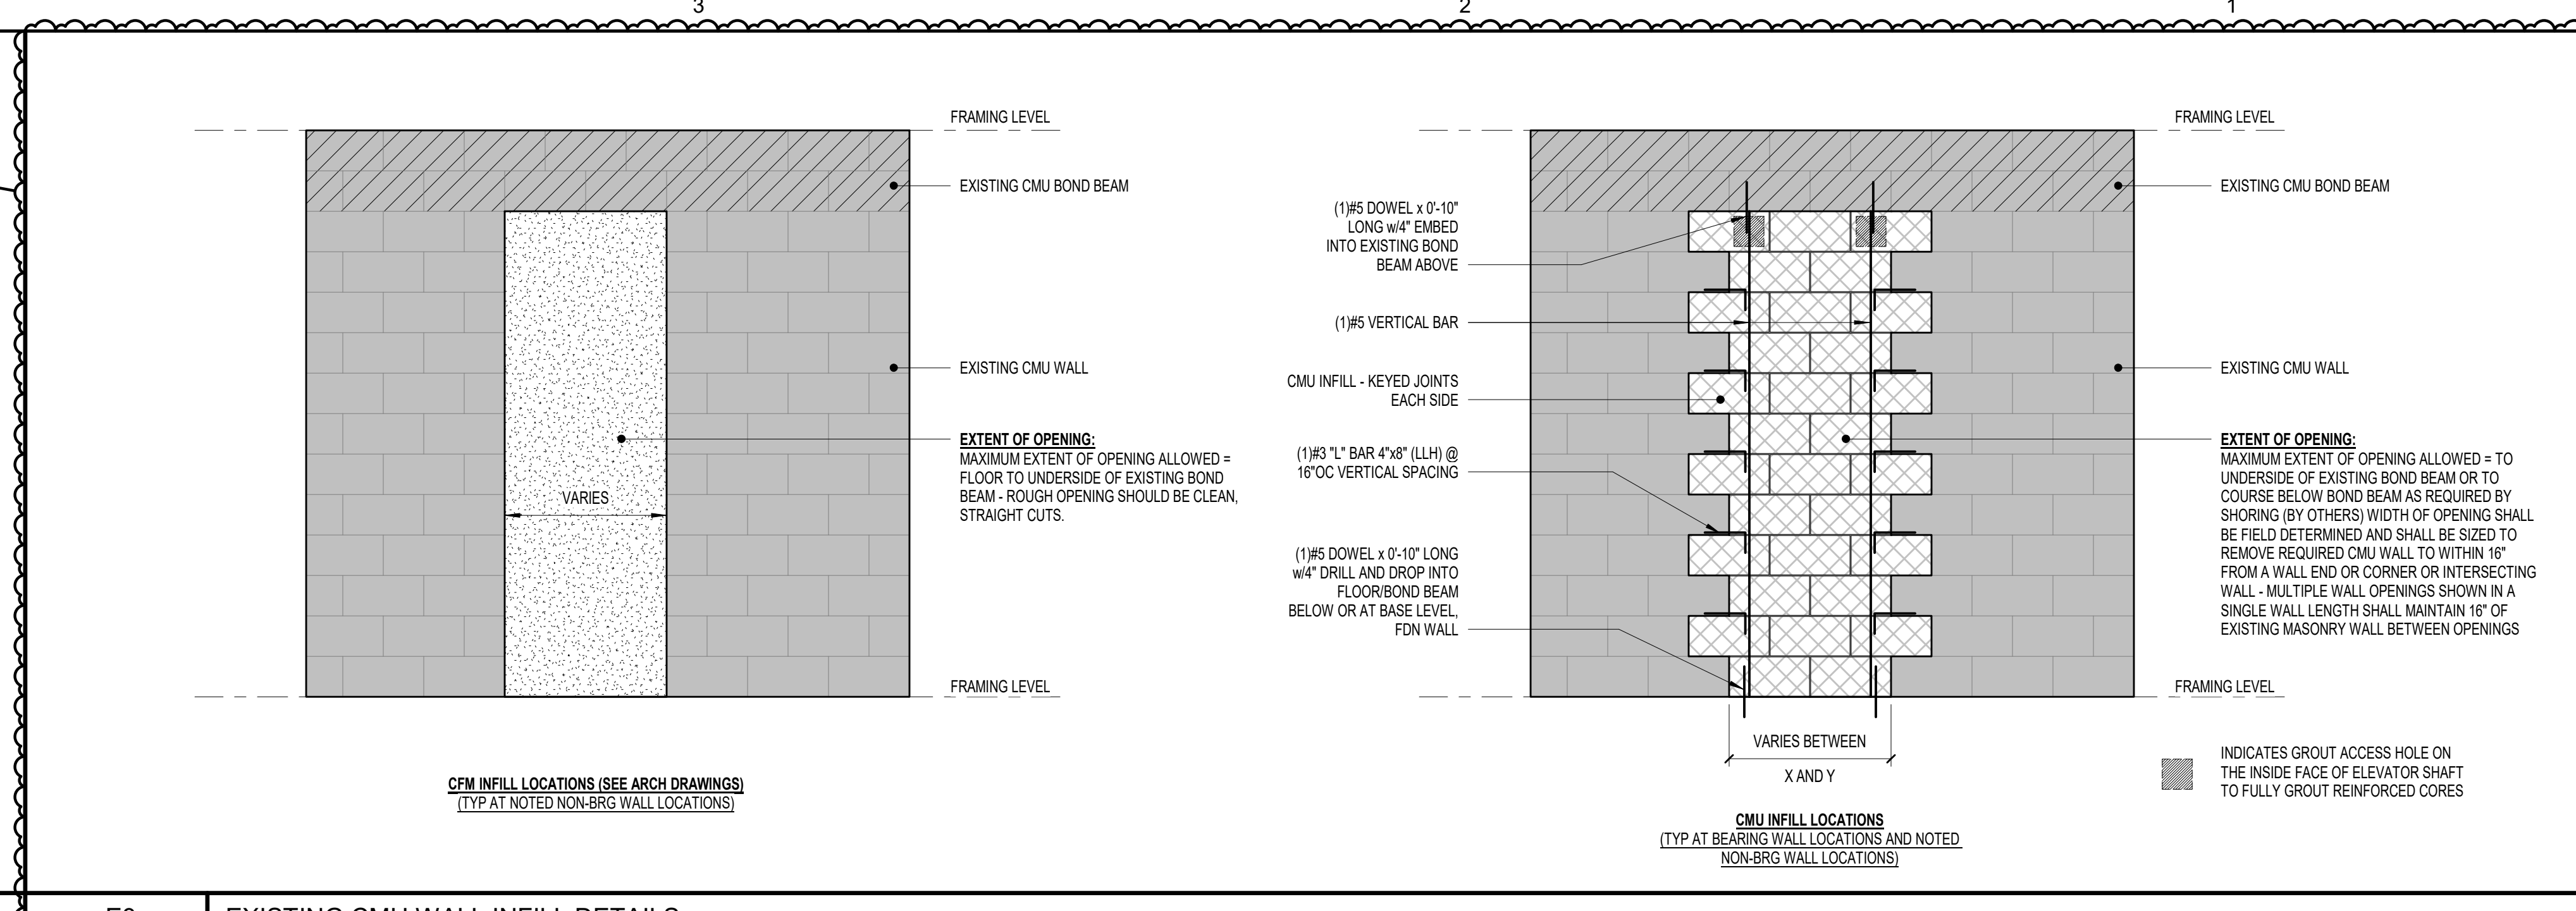 3
2
1
FRAMING LEVEL
EXISTING CMU BOND BEAM
EXISTING CMU WALL
EXTENT OF OPENING:
MAXIMUM EXTENT OF OPENING ALLOWED =
FLOOR TO UNDERSIDE OF EXISTING BOND
BEAM - ROUGH OPENING SHOULD BE CLEAN,
STRAIGHT CUTS.
VARIES
FRAMING LEVEL
CFM INFILL LOCATIONS (SEE ARCH DRAWINGS)
(TYP AT NOTED NON-BRG WALL LOCATIONS)
(1)#5 DOWEL x 0'-10"
LONG w/4" EMBED
INTO EXISTING BOND
BEAM ABOVE
(1)#5 VERTICAL BAR
CMU INFILL - KEYED JOINTS
EACH SIDE
(1)#3 "L" BAR 4"x8" (LLH) @
16"OC VERTICAL SPACING
(1)#5 DOWEL x 0'-10" LONG
w/4" DRILL AND DROP INTO
FLOOR/BOND BEAM
BELOW OR AT BASE LEVEL,
FDN WALL
FRAMING LEVEL
EXISTING CMU BOND BEAM
EXISTING CMU WALL
EXTENT OF OPENING:
MAXIMUM EXTENT OF OPENING ALLOWED = TO
UNDERSIDE OF EXISTING BOND BEAM OR TO
COURSE BELOW BOND BEAM AS REQUIRED BY
SHORING (BY OTHERS) WIDTH OF OPENING SHALL
BE FIELD DETERMINED AND SHALL BE SIZED TO
REMOVE REQUIRED CMU WALL TO WITHIN 16"
FROM A WALL END OR CORNER OR INTERSECTING
WALL - MULTIPLE WALL OPENINGS SHOWN IN A
SINGLE WALL LENGTH SHALL MAINTAIN 16" OF
EXISTING MASONRY WALL BETWEEN OPENINGS
FRAMING LEVEL
VARIES BETWEEN
X AND Y
INDICATES GROUT ACCESS HOLE ON
THE INSIDE FACE OF ELEVATOR SHAFT
TO FULLY GROUT REINFORCED CORES
CMU INFILL LOCATIONS
(TYP AT BEARING WALL LOCATIONS AND NOTED
NON-BRG WALL LOCATIONS)
EXISTING CMU WALL INFILL DETAILS